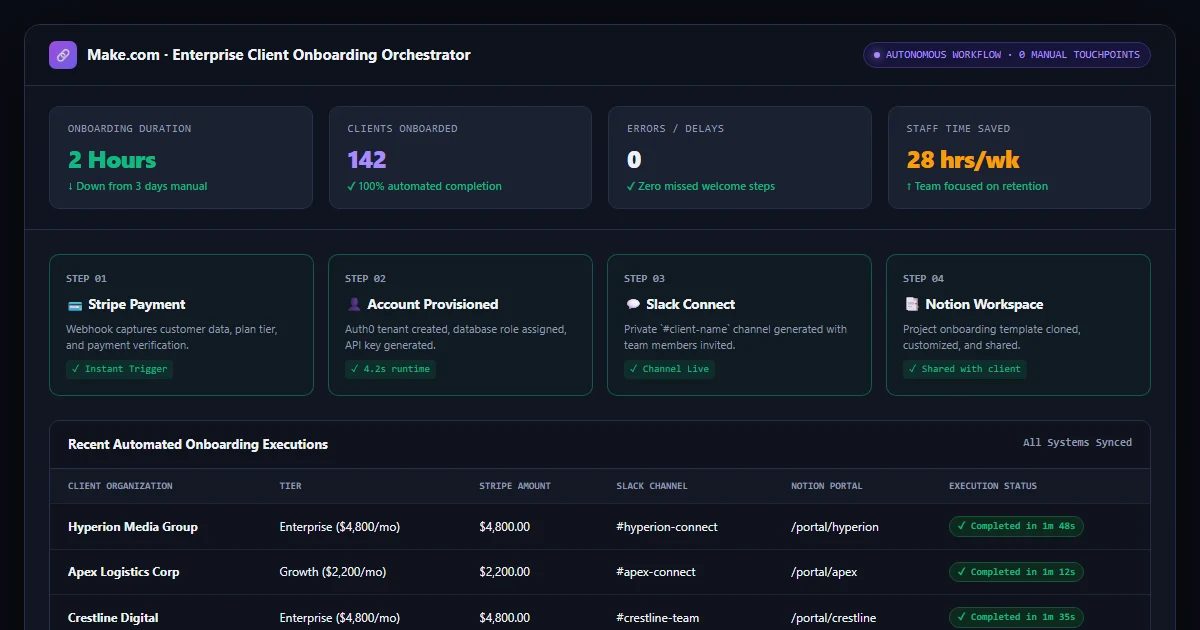 Make.com · Enterprise Client Onboarding Orchestrator
AUTONOMOUS WORKFLOW · 0 MANUAL TOUCHPOINTS
ONBOARDING DURATION
2 Hours
↓ Down from 3 days manual
CLIENTS ONBOARDED
142
✓ 100% automated completion
ERRORS / DELAYS
0
✓ Zero missed welcome steps
STAFF TIME SAVED
28 hrs/wk
↑ Team focused on retention
STEP 01
Stripe Payment
Webhook captures customer data, plan tier,
and payment verification.
✓ Instant Trigger
STEP 02
Account Provisioned
Auth0 tenant created, database role assigned,
API key generated.
✓ 4.2s runtime
STEP 03
Slack Connect
Private `#client-name` channel generated with
team members invited.
✓ Channel Live
STEP 04
Notion Workspace
Project onboarding template cloned,
customized, and shared.
✓ Shared with client
Recent Automated Onboarding Executions
All Systems Synced
CLIENT ORGANIZATION TIER STRIPE AMOUNT SLACK CHANNEL NOTION PORTAL EXECUTION STATUS
Hyperion Media Group Enterprise ($4,800/mo) $4,800.00 #hyperion-connect /portal/hyperion ✓ Completed in 1m 48s
Apex Logistics Corp Growth ($2,200/mo) $2,200.00 #apex-connect /portal/apex ✓ Completed in 1m 12s
Crestline Digital Enterprise ($4,800/mo) $4,800.00 #crestline-team /portal/crestline ✓ Completed in 1m 35s